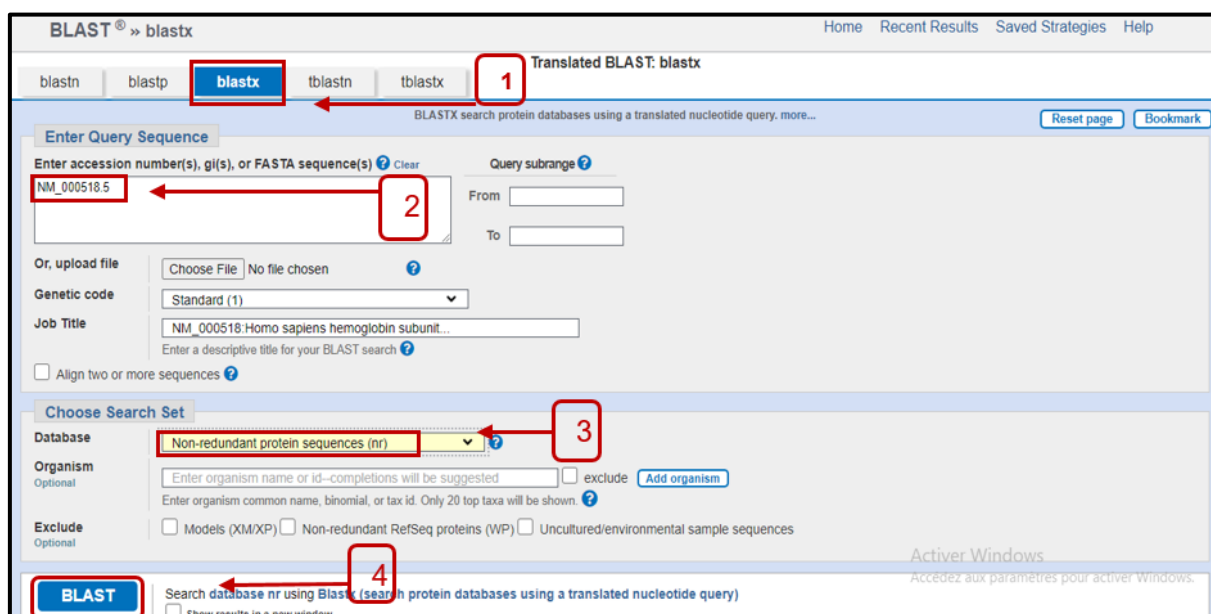 BLAST ® » blastx Home Recent Results Saved Strategies Help
blastn blastp blastx tblastn tblastx 1 Translated BLAST: blastx
BLASTX search protein databases using a translated nucleotide query. more... Reset page Bookmark
Enter Query Sequence
Enter accession number(s), gi(s), or FASTA sequence(s) ? Clear Query subrange ?
NM_000518.5 2 From
To
Or, upload file Choose File No file chosen ?
Genetic code Standard (1)
Job Title NM_000518:Homo sapiens hemoglobin subunit...
Enter a descriptive title for your BLAST search ?
Align two or more sequences ?
Choose Search Set
Database Non-redundant protein sequences (nr) ? 3
Organism Enter organism name or id--completions will be suggested exclude Add organism
Optional
Enter organism common name, binomial, or tax id. Only 20 top taxa will be shown. ?
Exclude Models (XM/XP) Non-redundant RefSeq proteins (WP) Uncultured/environmental sample sequences
Optional
Activer Windows
Accédez aux paramètres pour activer Windows.
4
BLAST Search database nr using Blastx (search protein databases using a translated nucleotide query)
Show results in a new window